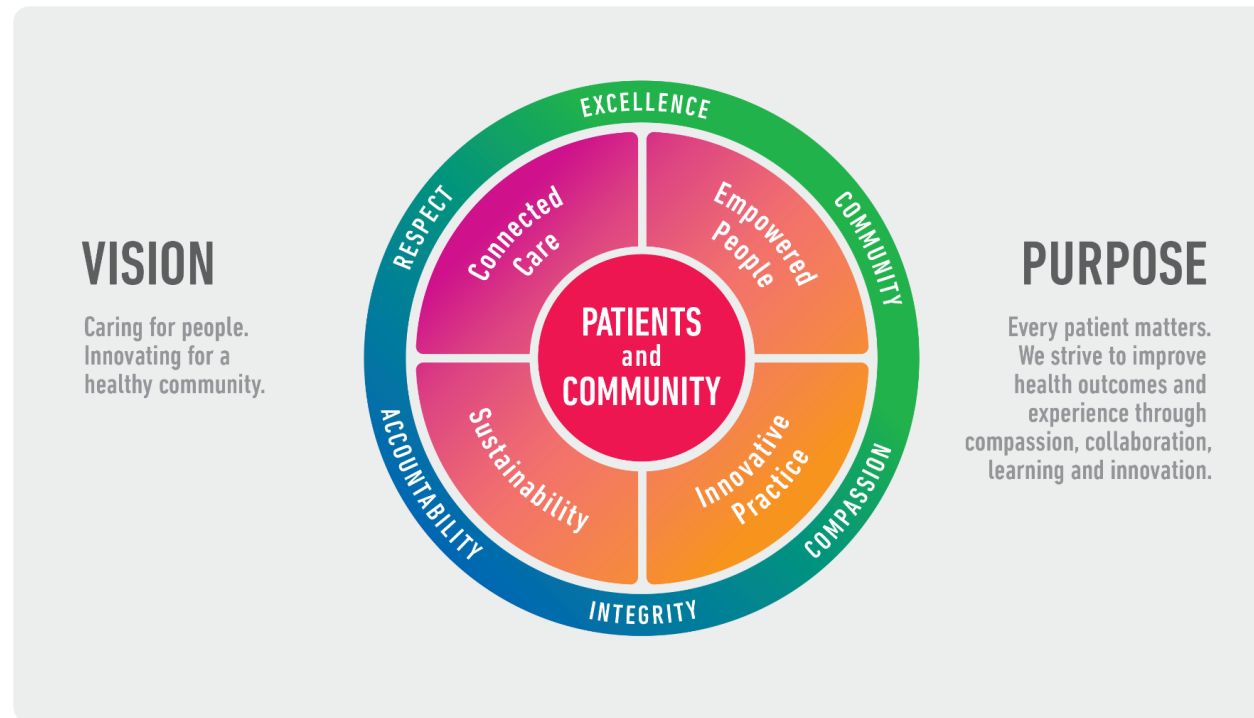 VISION
Caring for people.
Innovating for a
healthy community.
EXCELLENCE
COMMUNITY
COMPASSION
INTEGRITY
ACCOUNTABILITY
RESPECT
Connected
Care
Empowered
People
Innovative
Practice
Sustainability
PATIENTS
and
COMMUNITY
PURPOSE
Every patient matters.
We strive to improve
health outcomes and
experience through
compassion, collaboration,
learning and innovation.